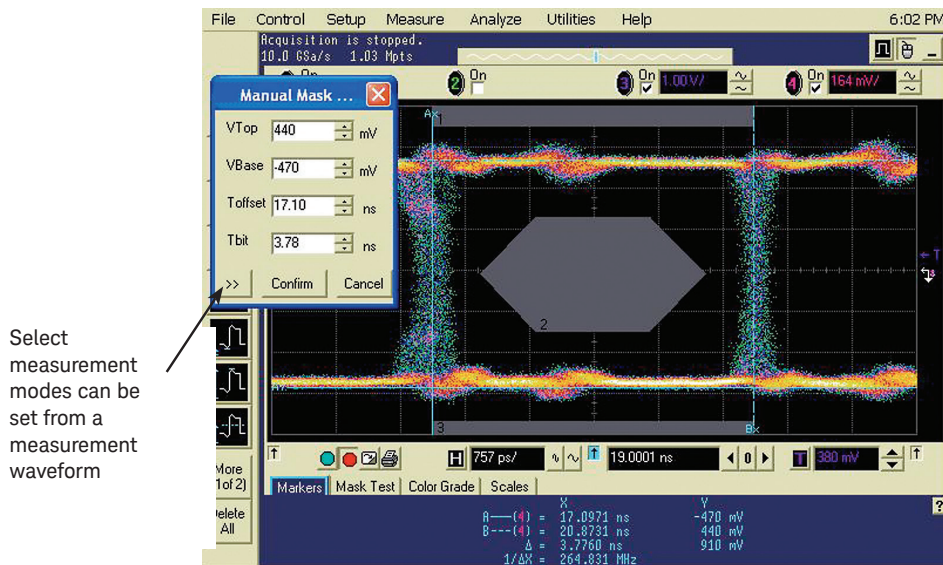 File Control Setup Measure Analyze Utilities Help 6:02 PM
Acquisition is stopped.
10.0 GSa/s 1.03 Mpts
On
2 On
3 1.00 V/
4 On 164 mV/
Manual Mask ...
VTop 440 mV
VBase -470 mV
Toffset 17.10 ns
Tbit 3.78 ns
>> Confirm Cancel
Ax
1
2
3
Bx
T
Select
measurement
modes can be
set from a
measurement
waveform
More
1of 2)
Delete
All
H 757 ps/ 19.0001 ns 0 T 380 mV
Markers Mask Test Color Grade Scales
?
X Y
A---(4) = 17.0971 ns -470 mV
B---(4) = 20.8731 ns 440 mV
Δ = 3.7760 ns 910 mV
1/ΔX = 264.831 MHz